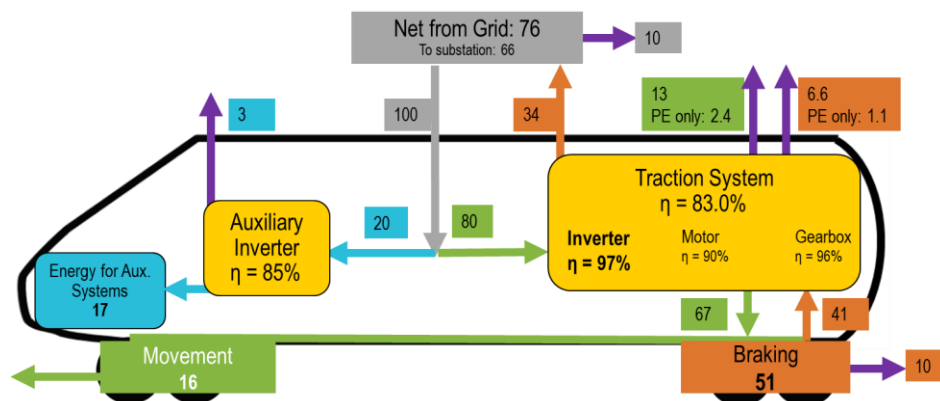 Net from Grid: 76
To substation: 66
10
3
100
34
13
PE only: 2.4
6.6
PE only: 1.1
Traction System
η = 83.0%
Auxiliary
Inverter
η = 85%
20
80
Inverter
η = 97%
Motor
η = 90%
Gearbox
η = 96%
Energy for Aux.
Systems
17
67
41
Movement
16
Braking
51
10